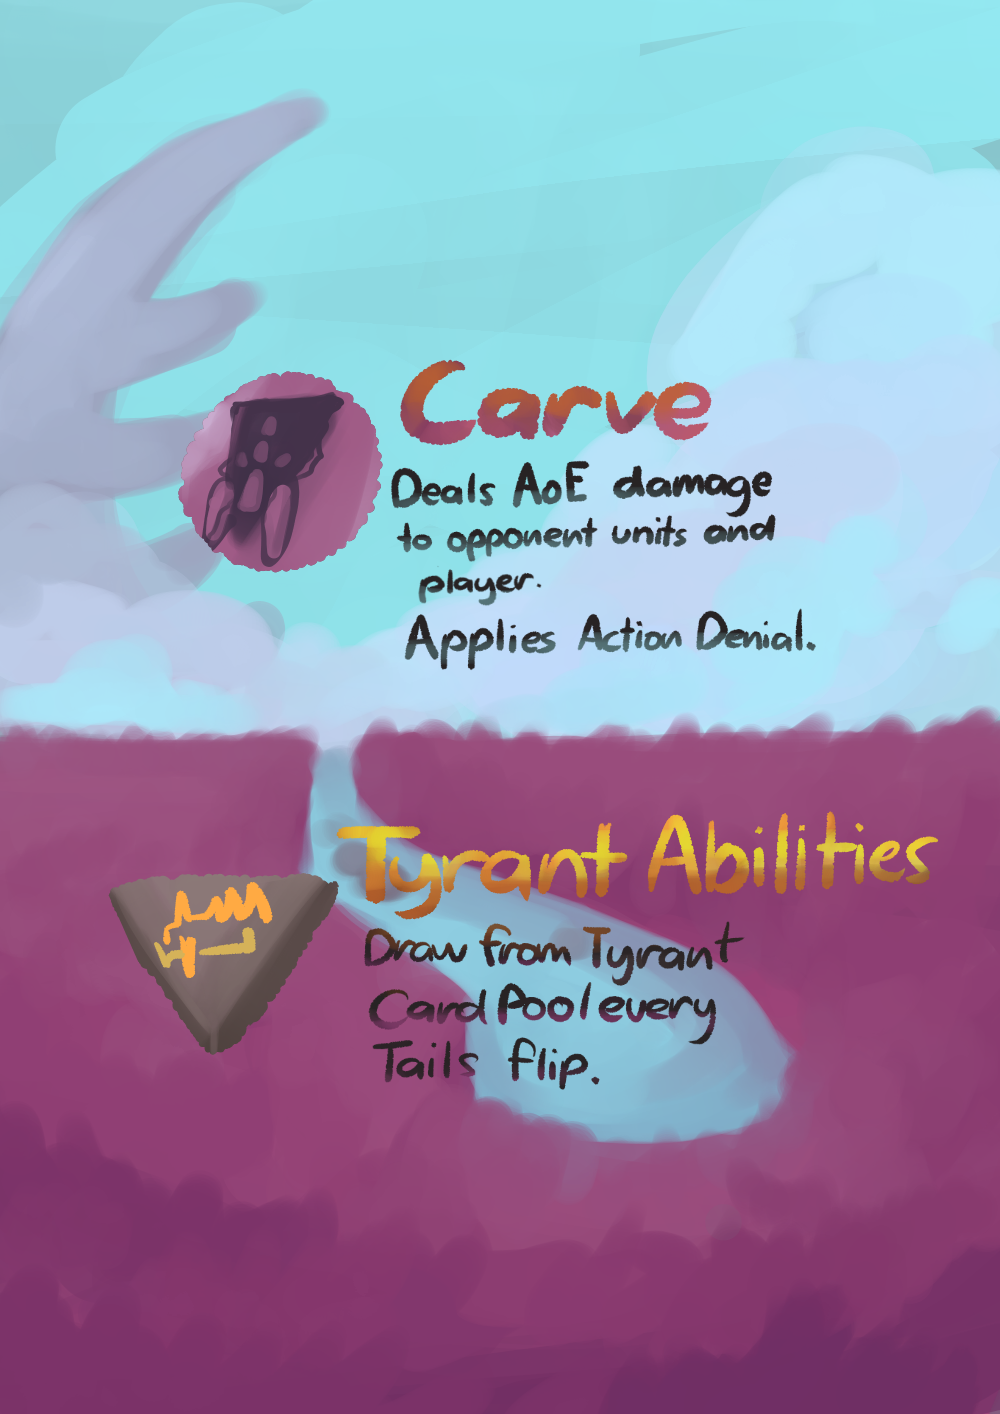 Carve
Deals AoE damage
to opponent units and
player.
Applies Action Denial.
Tyrant Abilities
Draw from Tyrant
Card Pool every
Tails flip.